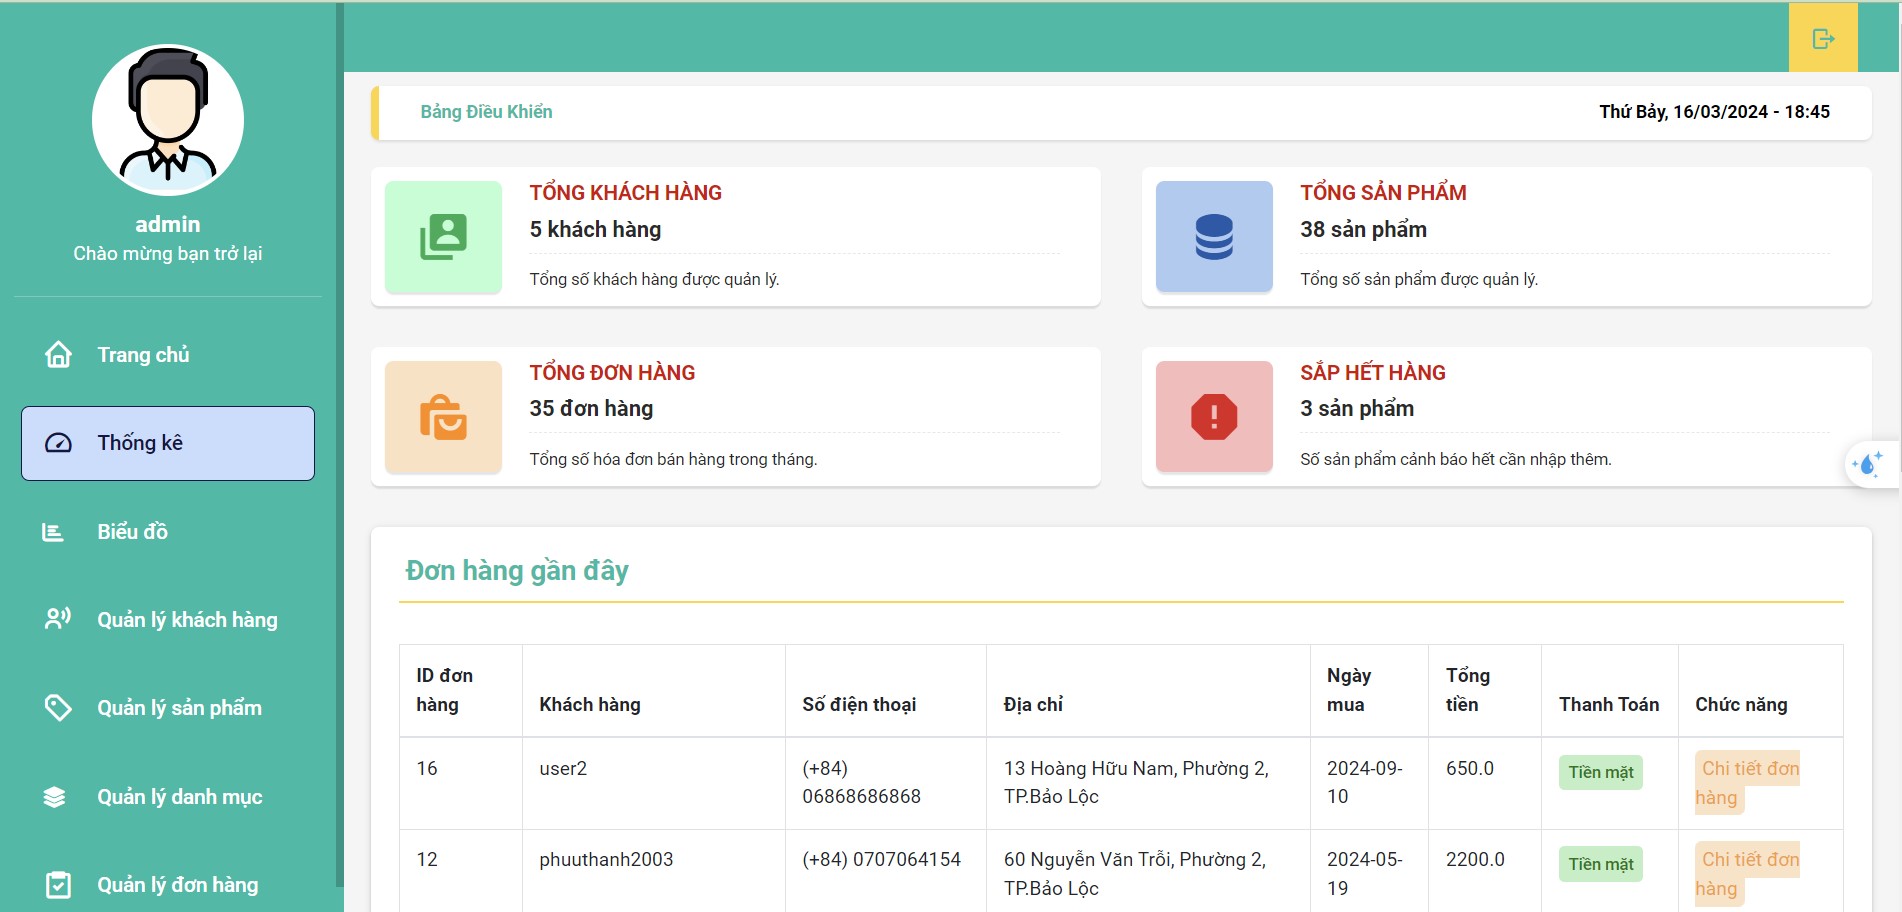 admin
Chào mừng bạn trở lại
Trang chủ
Thống kê
Biểu đồ
Quản lý khách hàng
Quản lý sản phẩm
Quản lý danh mục
Quản lý đơn hàng
Bảng Điều Khiển
Thứ Bảy, 16/03/2024 - 18:45
TỔNG KHÁCH HÀNG
5 khách hàng
Tổng số khách hàng được quản lý.
TỔNG SẢN PHẨM
38 sản phẩm
Tổng số sản phẩm được quản lý.
TỔNG ĐƠN HÀNG
35 đơn hàng
Tổng số hóa đơn bán hàng trong tháng.
SẮP HẾT HÀNG
3 sản phẩm
Số sản phẩm cảnh báo hết cần nhập thêm.
Đơn hàng gần đây
ID đơn
hàng
Khách hàng
Số điện thoại
Địa chỉ
Ngày
mua
Tổng
tiền
Thanh Toán
Chức năng
16
user2
(+84)
06868686868
13 Hoàng Hữu Nam, Phường 2,
TP.Bảo Lộc
2024-09-
10
650.0
Tiền mặt
Chi tiết đơn
hàng
12
phuuthanh2003
(+84) 0707064154
60 Nguyễn Văn Trỗi, Phường 2,
TP.Bảo Lộc
2024-05-
19
2200.0
Tiền mặt
Chi tiết đơn
hàng